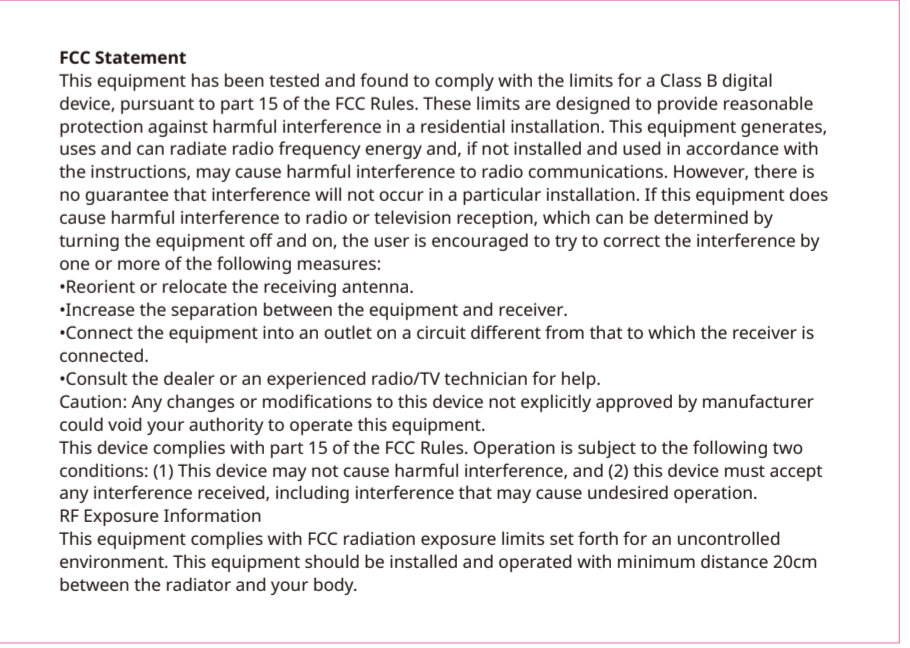 FCC Statement
This equipment has been tested and found to comply with the limits for a Class B digital
device, pursuant to part 15 of the FCC Rules. These limits are designed to provide reasonable
protection against harmful interference in a residential installation. This equipment generates,
uses and can radiate radio frequency energy and, if not installed and used in accordance with
the instructions, may cause harmful interference to radio communications. However, there is
no guarantee that interference will not occur in a particular installation. If this equipment does
cause harmful interference to radio or television reception, which can be determined by
turning the equipment off and on, the user is encouraged to try to correct the interference by
one or more of the following measures:
•Reorient or relocate the receiving antenna.
•Increase the separation between the equipment and receiver.
•Connect the equipment into an outlet on a circuit different from that to which the receiver is
connected.
•Consult the dealer or an experienced radio/TV technician for help.
Caution: Any changes or modifications to this device not explicitly approved by manufacturer
could void your authority to operate this equipment.
This device complies with part 15 of the FCC Rules. Operation is subject to the following two
conditions: (1) This device may not cause harmful interference, and (2) this device must accept
any interference received, including interference that may cause undesired operation.
RF Exposure Information
This equipment complies with FCC radiation exposure limits set forth for an uncontrolled
environment. This equipment should be installed and operated with minimum distance 20cm
between the radiator and your body.